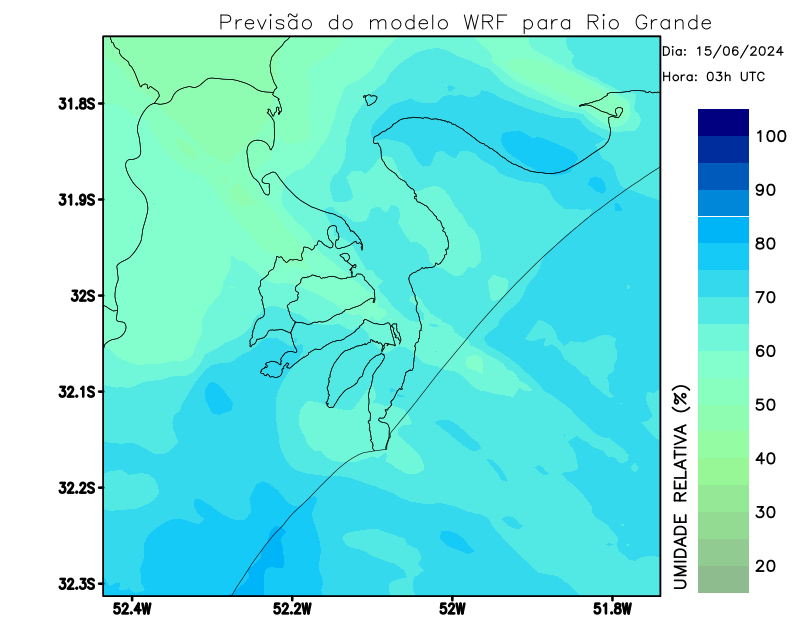 Previsão do modelo WRF para Rio Grande
Dia: 15/06/2024
Hora: 03h UTC
31.8S
31.9S
32S
32.1S
32.2S
32.3S
52.4W
52.2W
52W
51.8W
UMIDADE RELATIVA (%)
100
90
80
70
60
50
40
30
20